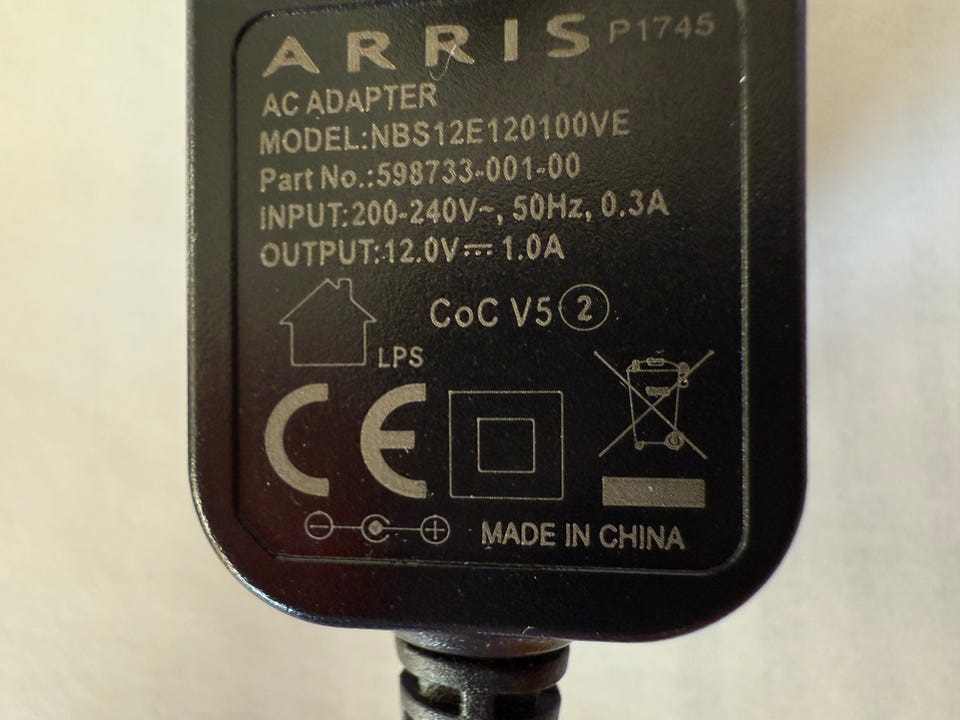 ARRIS P1745
AC ADAPTER
MODEL:NBS12E120100VE
Part No.:598733-001-00
INPUT:200-240V~, 50Hz, 0.3A
OUTPUT:12.0V⎓1.0A
CoC V5 ②
LPS
CE
MADE IN CHINA